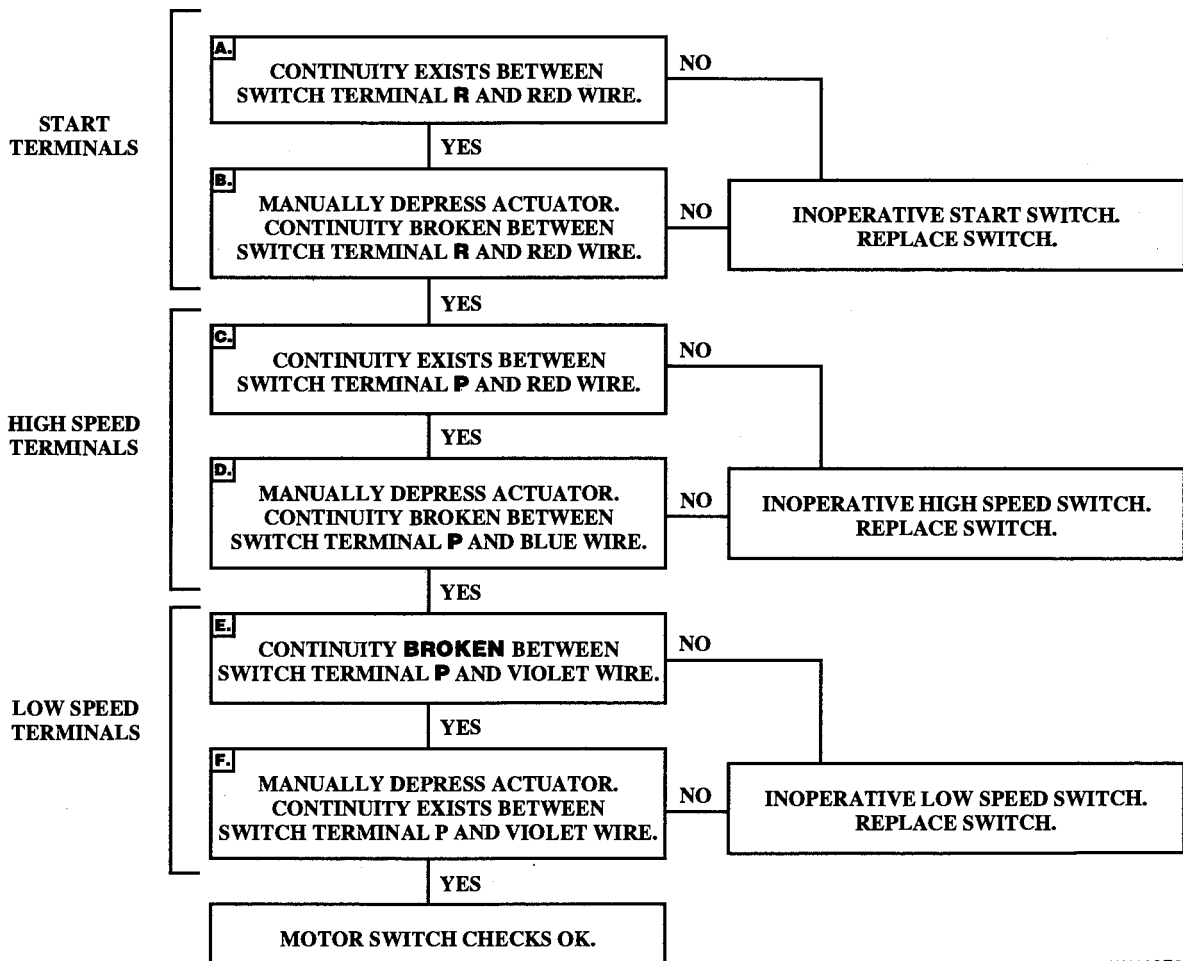 START
TERMINALS
A.
CONTINUITY EXISTS BETWEEN
SWITCH TERMINAL R AND RED WIRE.
NO
YES
B.
MANUALLY DEPRESS ACTUATOR.
CONTINUITY BROKEN BETWEEN
SWITCH TERMINAL R AND RED WIRE.
NO
INOPERATIVE START SWITCH.
REPLACE SWITCH.
YES
HIGH SPEED
TERMINALS
C.
CONTINUITY EXISTS BETWEEN
SWITCH TERMINAL P AND RED WIRE.
NO
YES
D.
MANUALLY DEPRESS ACTUATOR.
CONTINUITY BROKEN BETWEEN
SWITCH TERMINAL P AND BLUE WIRE.
NO
INOPERATIVE HIGH SPEED SWITCH.
REPLACE SWITCH.
YES
LOW SPEED
TERMINALS
E.
CONTINUITY BROKEN BETWEEN
SWITCH TERMINAL P AND VIOLET WIRE.
NO
YES
F.
MANUALLY DEPRESS ACTUATOR.
CONTINUITY EXISTS BETWEEN
SWITCH TERMINAL P AND VIOLET WIRE.
NO
INOPERATIVE LOW SPEED SWITCH.
REPLACE SWITCH.
YES
MOTOR SWITCH CHECKS OK.